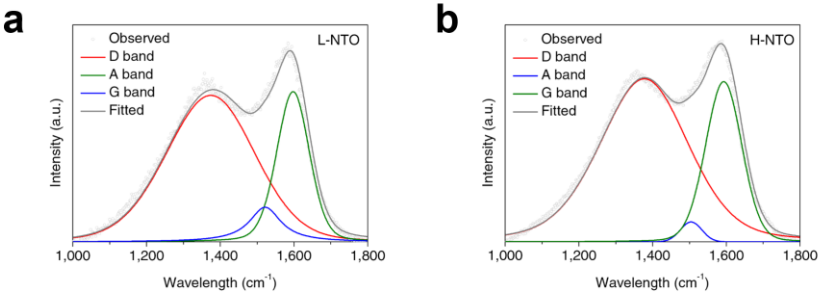 a
L-NTO
Observed
D band
A band
G band
Fitted
Intensity (a.u.)
1,000 1,200 1,400 1,600 1,800
Wavelength (cm⁻¹)
b
H-NTO
Observed
D band
A band
G band
Fitted
Intensity (a.u.)
1,000 1,200 1,400 1,600 1,800
Wavelength (cm⁻¹)